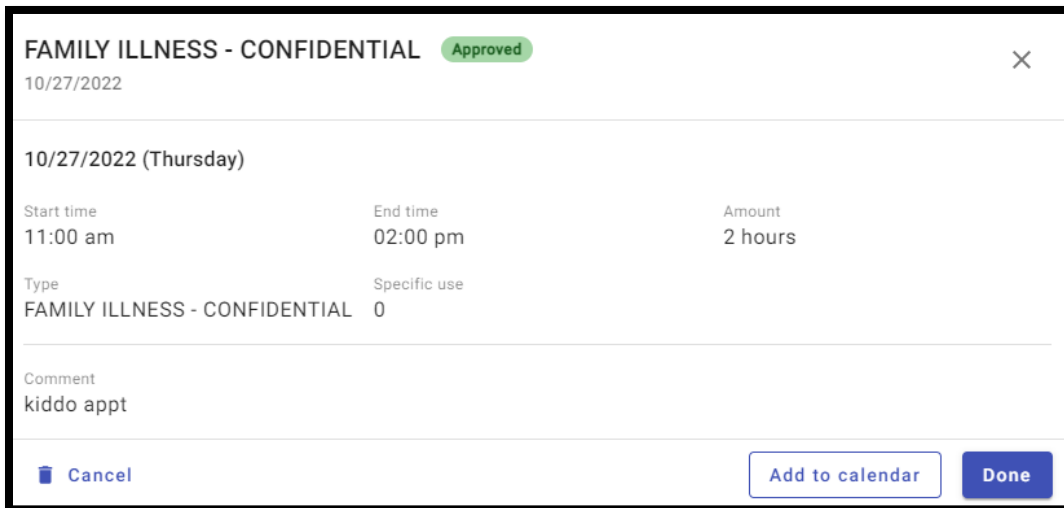 FAMILY ILLNESS - CONFIDENTIAL Approved
10/27/2022
10/27/2022 (Thursday)
Start time End time Amount
11:00 am 02:00 pm 2 hours
Type Specific use
FAMILY ILLNESS - CONFIDENTIAL 0
Comment
kiddo appt
Cancel Add to calendar Done